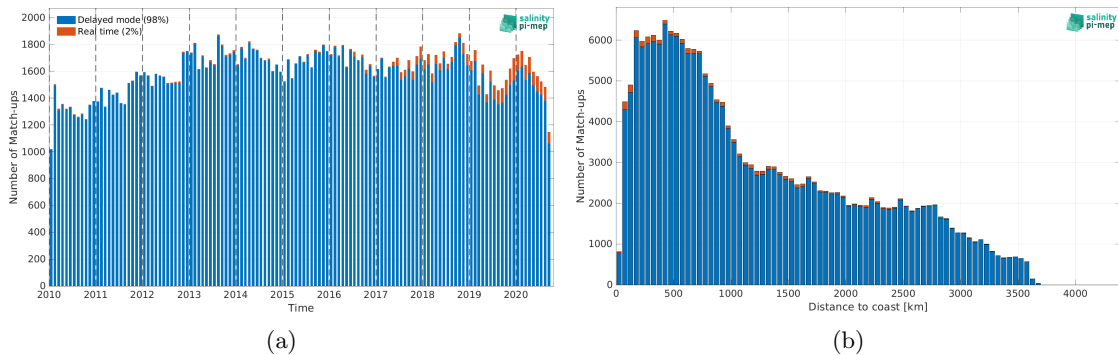 Delayed mode (98%)
Real time (2%)
salinity
pi-mep
Number of Match-ups
2000
1800
1600
1400
1200
1000
800
600
400
200
0
2010 2011 2012 2013 2014 2015 2016 2017 2018 2019 2020
Time
(a)
salinity
pi-mep
Number of Match-ups
6000
5000
4000
3000
2000
1000
0
0 500 1000 1500 2000 2500 3000 3500 4000
Distance to coast [km]
(b)